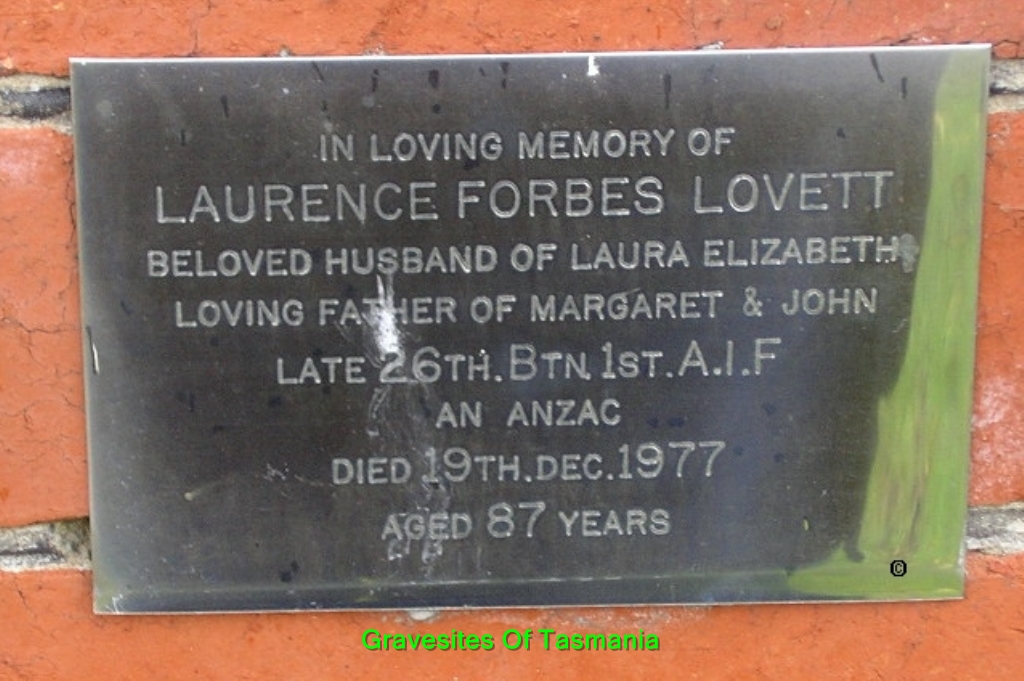 IN LOVING MEMORY OF
LAURENCE FORBES LOVETT
BELOVED HUSBAND OF LAURA ELIZABETH
LOVING FATHER OF MARGARET & JOHN
LATE 26TH. BTN. 1ST. A.I.F
AN ANZAC
DIED 19TH. DEC. 1977
AGED 87 YEARS
©
Gravesites Of Tasmania